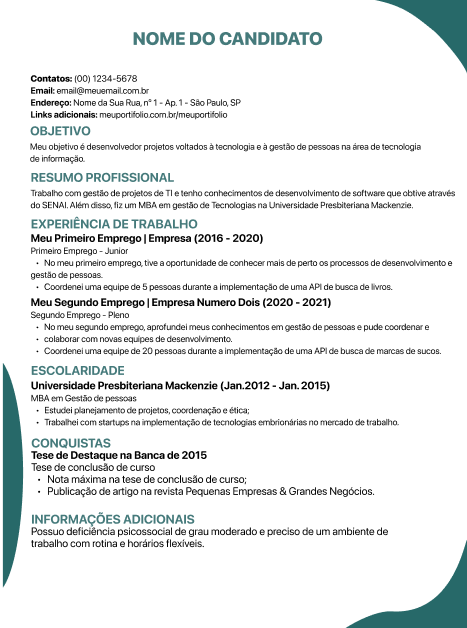 NOME DO CANDIDATO
Contatos: (00) 1234-5678
Email: email@meuemail.com.br
Endereço: Nome da Sua Rua, n° 1 - Ap. 1 - São Paulo, SP
Links adicionais: meuportifolio.com.br/meuportifolio
OBJETIVO
Meu objetivo é desenvolvedor projetos voltados à tecnologia e à gestão de pessoas na área de tecnologia
de informação.
RESUMO PROFISSIONAL
Trabalho com gestão de projetos de TI e tenho conhecimentos de desenvolvimento de software que obtive através
do SENAI. Além disso, fiz um MBA em gestão de Tecnologias na Universidade Presbiteriana Mackenzie.
EXPERIÊNCIA DE TRABALHO
Meu Primeiro Emprego | Empresa (2016 - 2020)
Primeiro Emprego - Junior
• No meu primeiro emprego, tive a oportunidade de conhecer mais de perto os processos de desenvolvimento e
gestão de pessoas.
• Coordenei uma equipe de 5 pessoas durante a implementação de uma API de busca de livros.
Meu Segundo Emprego | Empresa Numero Dois (2020 - 2021)
Segundo Emprego - Pleno
• No meu segundo emprego, aprofundei meus conhecimentos em gestão de pessoas e pude coordenar e
• colaborar com novas equipes de desenvolvimento.
• Coordenei uma equipe de 20 pessoas durante a implementação de uma API de busca de marcas de sucos.
ESCOLARIDADE
Universidade Presbiteriana Mackenzie (Jan.2012 - Jan. 2015)
MBA em Gestão de pessoas
• Estudei planejamento de projetos, coordenação e ética;
• Trabalhei com startups na implementação de tecnologias embrionárias no mercado de trabalho.
CONQUISTAS
Tese de Destaque na Banca de 2015
Tese de conclusão de curso
• Nota máxima na tese de conclusão de curso;
• Publicação de artigo na revista Pequenas Empresas & Grandes Negócios.
INFORMAÇÕES ADICIONAIS
Possuo deficiência psicossocial de grau moderado e preciso de um ambiente de
trabalho com rotina e horários flexíveis.